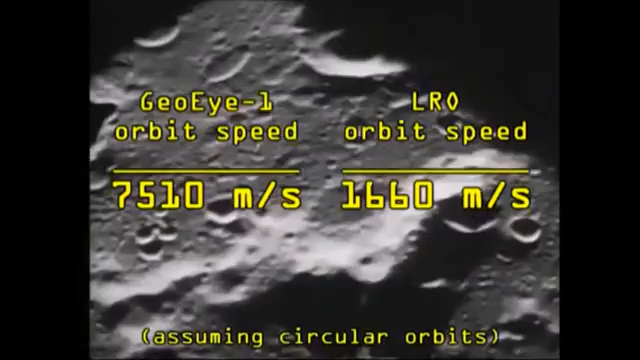 GeoEye-1
orbit speed
7510 m/s
LRO
orbit speed
1660 m/s
(assuming circular orbits)